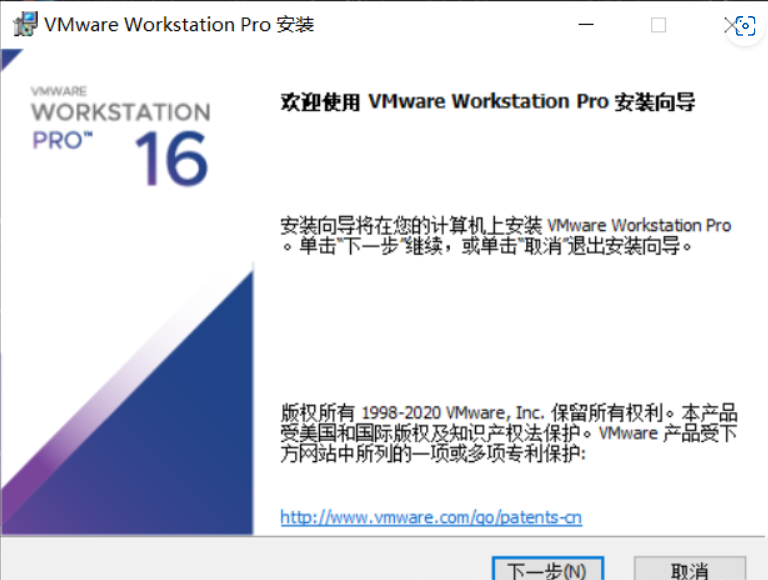 VMware Workstation Pro 安装
VMWARE
WORKSTATION
PRO™
16
欢迎使用 VMware Workstation Pro 安装向导
安装向导将在您的计算机上安装 VMware Workstation Pro
。单击“下一步”继续，或单击“取消”退出安装向导。
版权所有 1998-2020 VMware, Inc. 保留所有权利。本产品
受美国和国际版权及知识产权法保护。VMware 产品受下
方网站中所列的一项或多项专利保护:
http://www.vmware.com/go/patents-cn
下一步(N)
取消